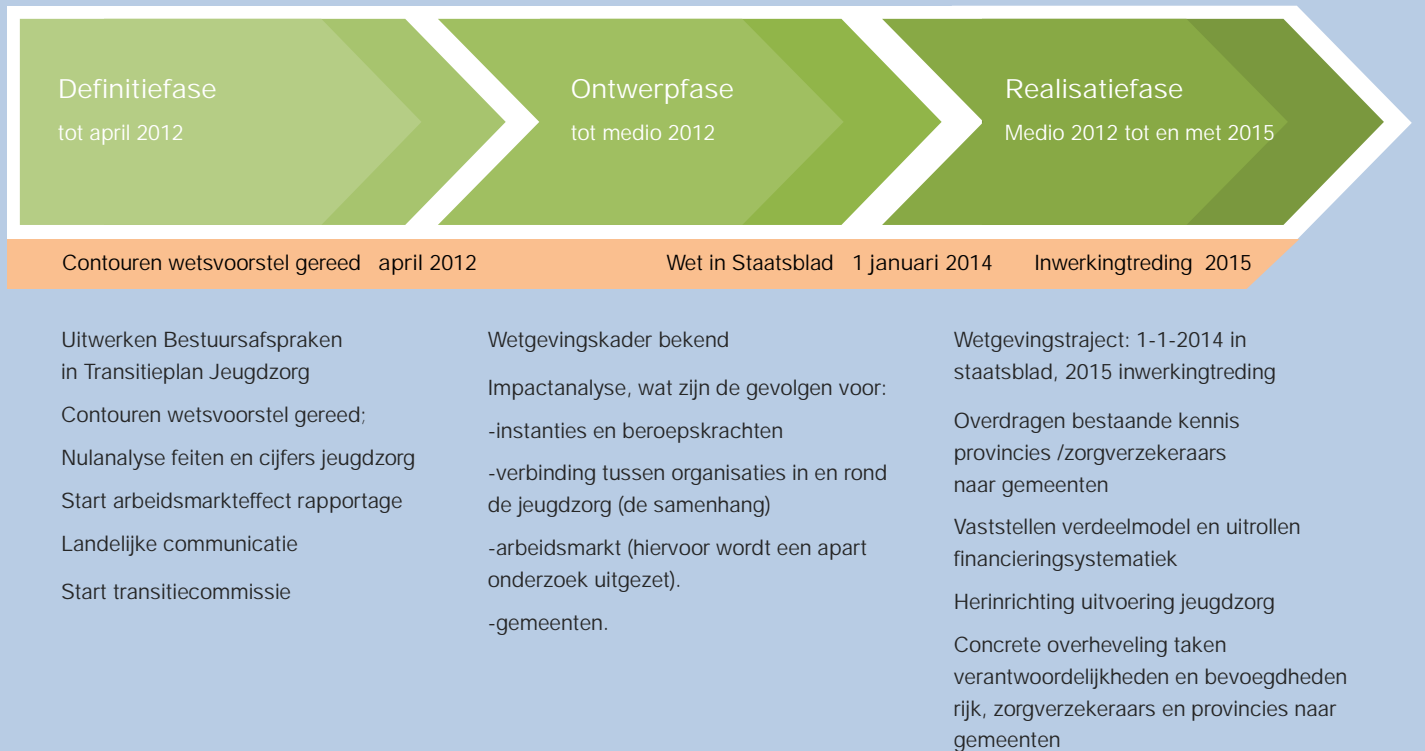 Definitiefase
tot april 2012
Ontwerpfase
tot medio 2012
Realisatiefase
Medio 2012 tot en met 2015
Contouren wetsvoorstel gereed april 2012
Wet in Staatsblad 1 januari 2014
Inwerkingtreding 2015
Uitwerken Bestuursafspraken
in Transitieplan Jeugdzorg
Contouren wetsvoorstel gereed;
Nulanalyse feiten en cijfers jeugdzorg
Start arbeidsmarkteffect rapportage
Landelijke communicatie
Start transitiecommissie
Wetgevingskader bekend
Impactanalyse, wat zijn de gevolgen voor:
-instanties en beroepskrachten
-verbinding tussen organisaties in en rond
de jeugdzorg (de samenhang)
-arbeidsmarkt (hiervoor wordt een apart
onderzoek uitgezet).
-gemeenten.
Wetgevingstraject: 1-1-2014 in
staatsblad, 2015 inwerkingtreding
Overdragen bestaande kennis
provincies /zorgverzekeraars
naar gemeenten
Vaststellen verdeelmodel en uitrollen
financieringsystematiek
Herinrichting uitvoering jeugdzorg
Concrete overheveling taken
verantwoordelijkheden en bevoegdheden
rijk, zorgverzekeraars en provincies naar
gemeenten